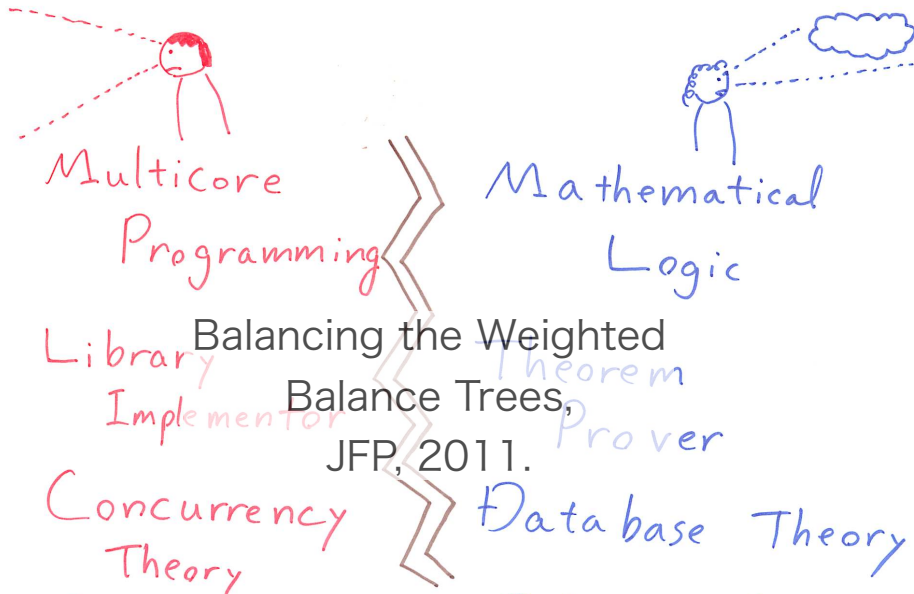 Multicore
Programming
Mathematical
Logic
Balancing the Weighted
Balance Trees,
JFP, 2011.
Library
Implementor
Theorem
Prover
Concurrency
Theory
Database Theory